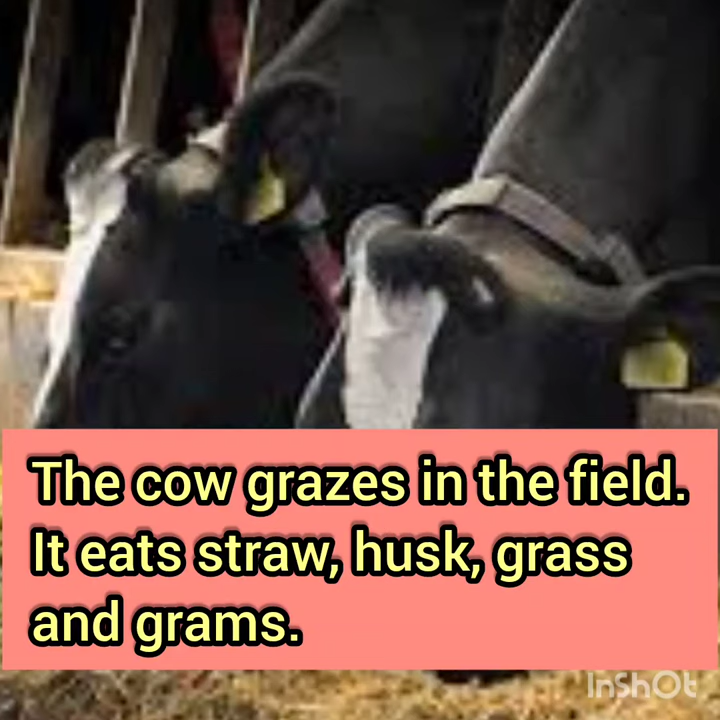 The cow grazes in the field.
It eats straw, husk, grass
and grams.
InShOt